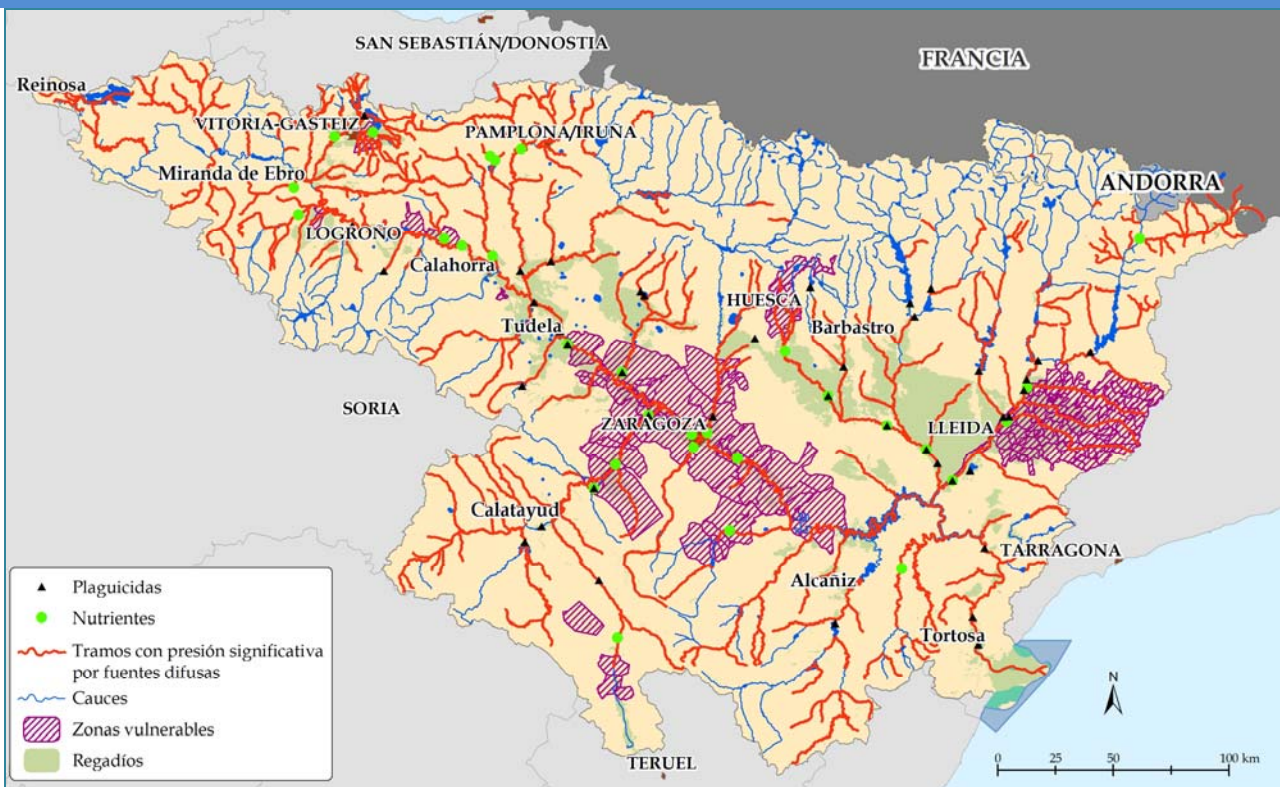 SAN SEBASTIÁN/DONOSTIA
FRANCIA
Reinosa
VITORIA-GASTEIZ
PAMPLONA/IRUÑA
Miranda de Ebro
ANDORRA
LOGROÑO
Calahorra
HUESCA
Barbastro
Tudela
SORIA
ZARAGOZA
LLEIDA
Calatayud
TARRAGONA
Alcañiz
Tortosa
TERUEL
Plaguicidas
Nutrientes
Tramos con presión significativa
por fuentes difusas
Cauces
Zonas vulnerables
Regadíos
N
0 25 50 100 km